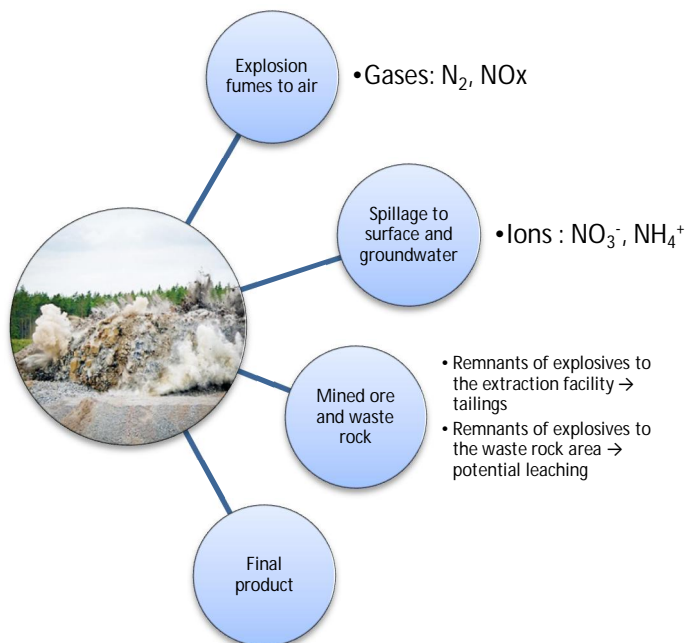 Explosion
fumes to air
•Gases: N₂, NOx
Spillage to
surface and
groundwater
•Ions : NO₃⁻, NH₄⁺
Mined ore
and waste
rock
• Remnants of explosives to
the extraction facility →
tailings
• Remnants of explosives to
the waste rock area →
potential leaching
Final
product